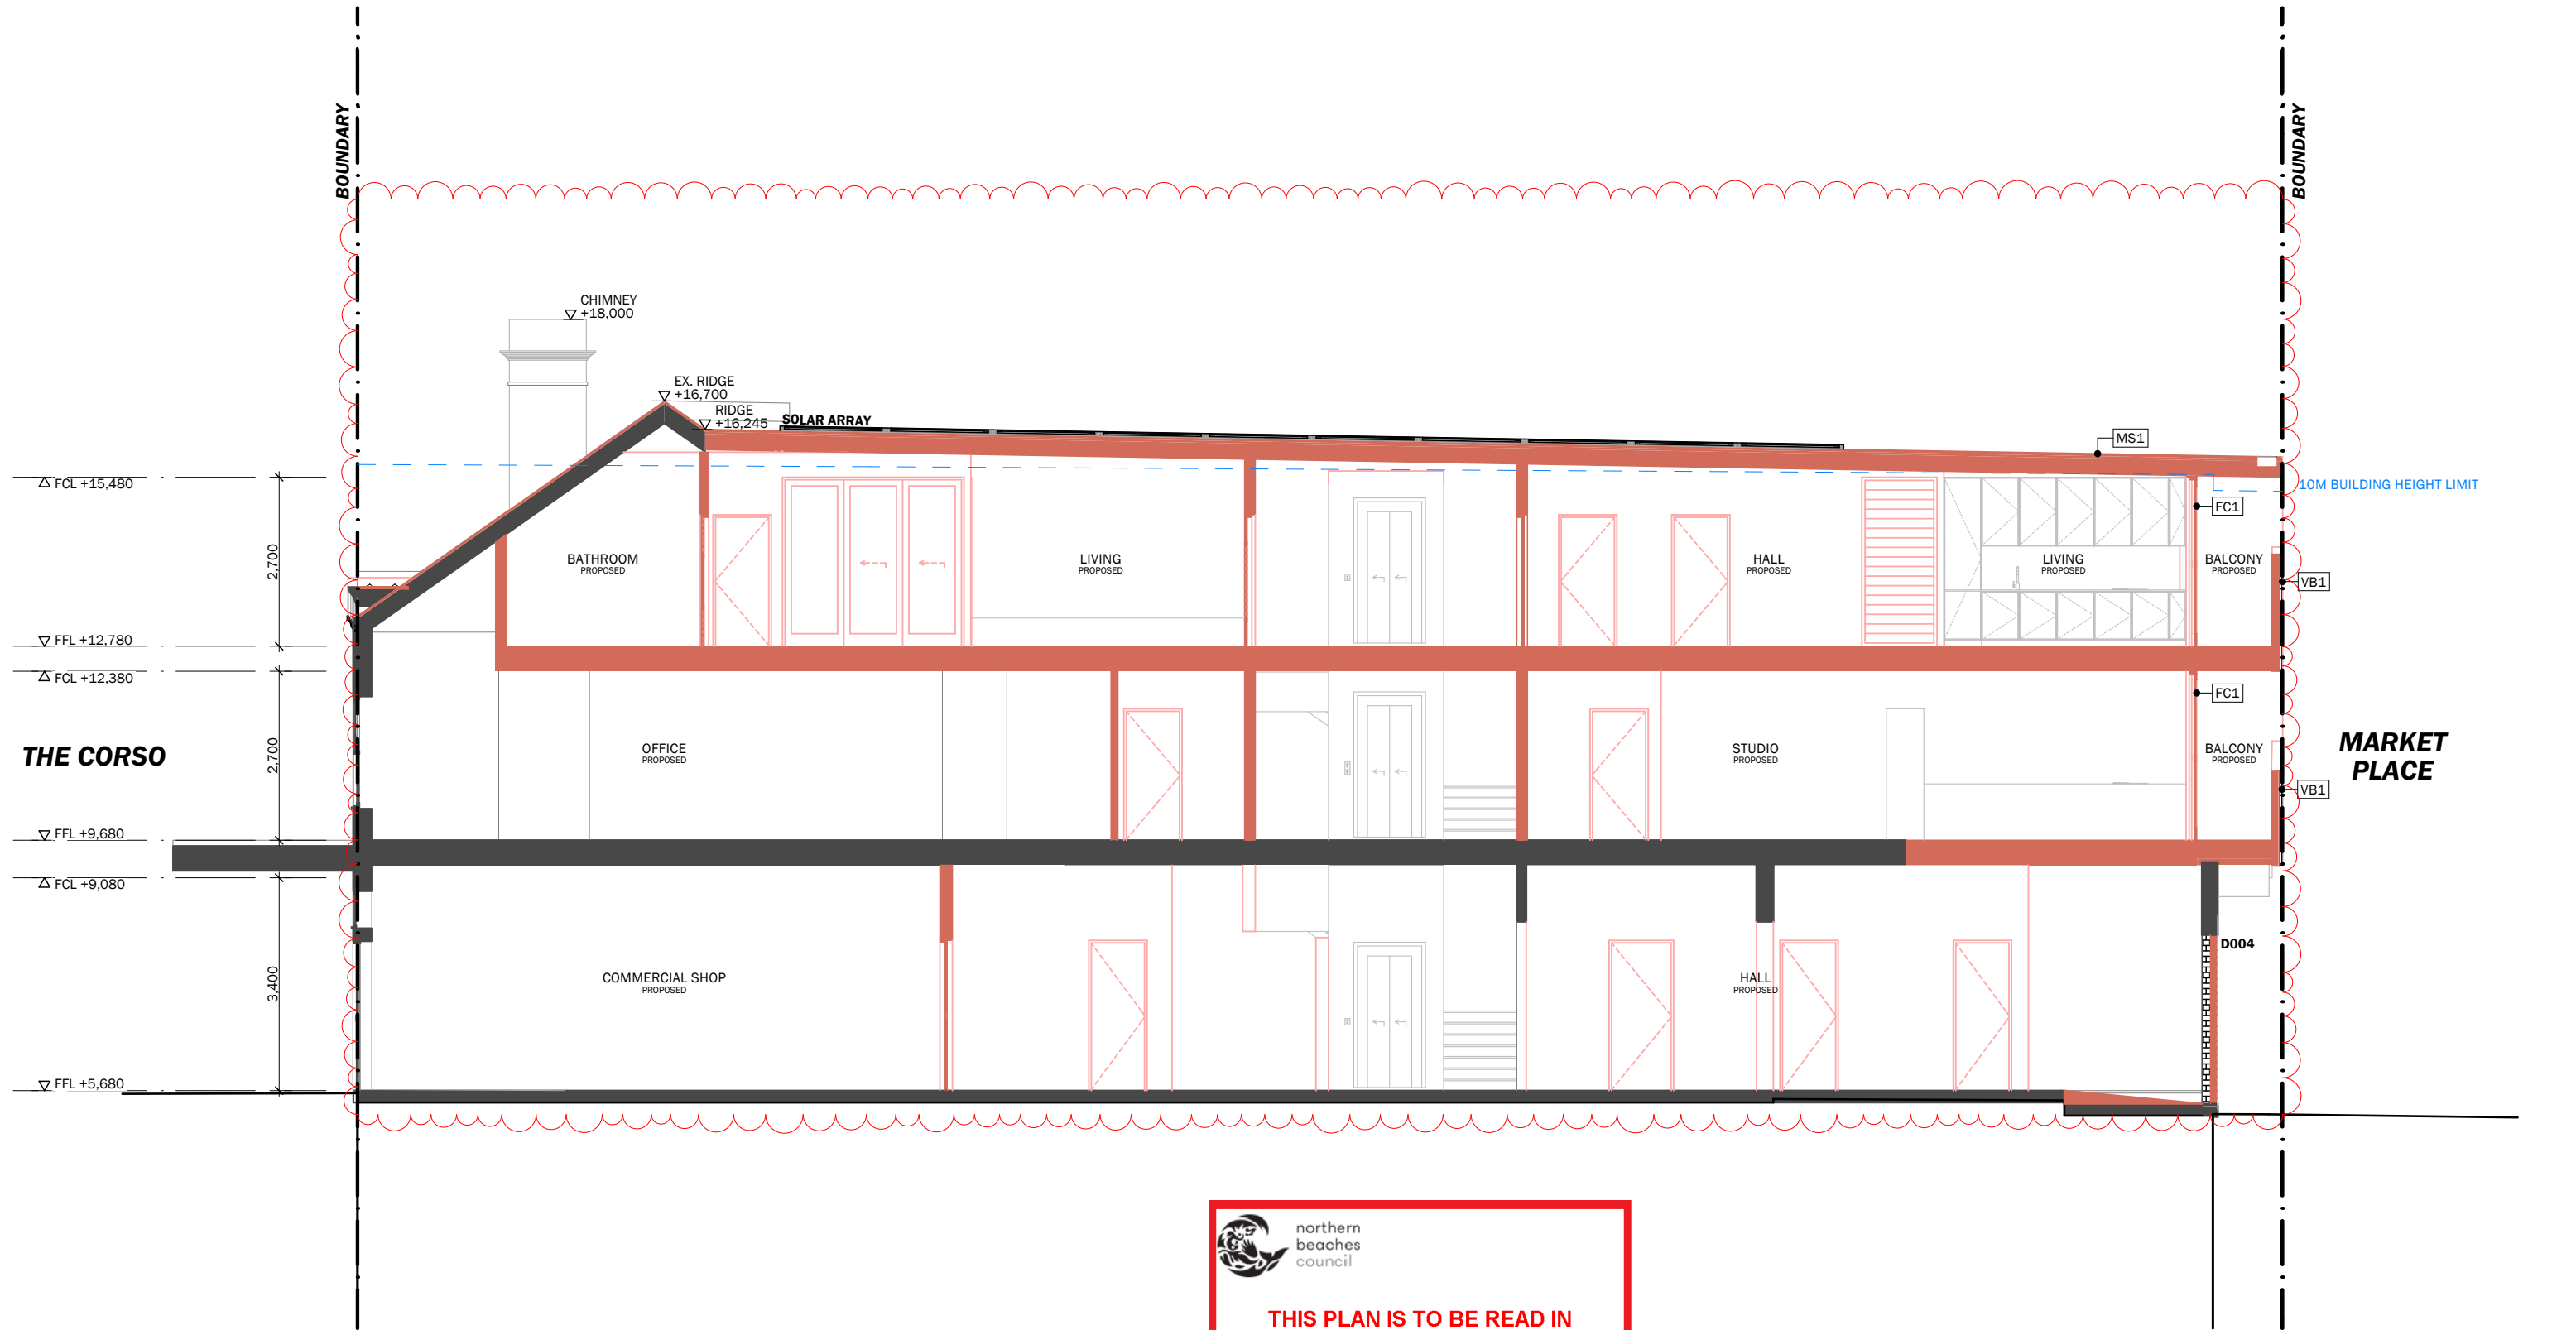 BOUNDARY
BOUNDARY
CHIMNEY
+18,000
EX. RIDGE
+16,700
RIDGE
+16,245
SOLAR ARRAY
MS1
FCL +15,480
10M BUILDING HEIGHT LIMIT
FC1
2,700
BATHROOM
PROPOSED
LIVING
PROPOSED
HALL
PROPOSED
LIVING
PROPOSED
BALCONY
PROPOSED
VB1
FFL +12,780
FCL +12,380
FC1
2,700
THE CORSO
OFFICE
PROPOSED
STUDIO
PROPOSED
BALCONY
PROPOSED
MARKET
PLACE
VB1
FFL +9,680
FCL +9,080
D004
3,400
COMMERCIAL SHOP
PROPOSED
HALL
PROPOSED
FFL +5,680
northern
beaches
council
THIS PLAN IS TO BE READ IN